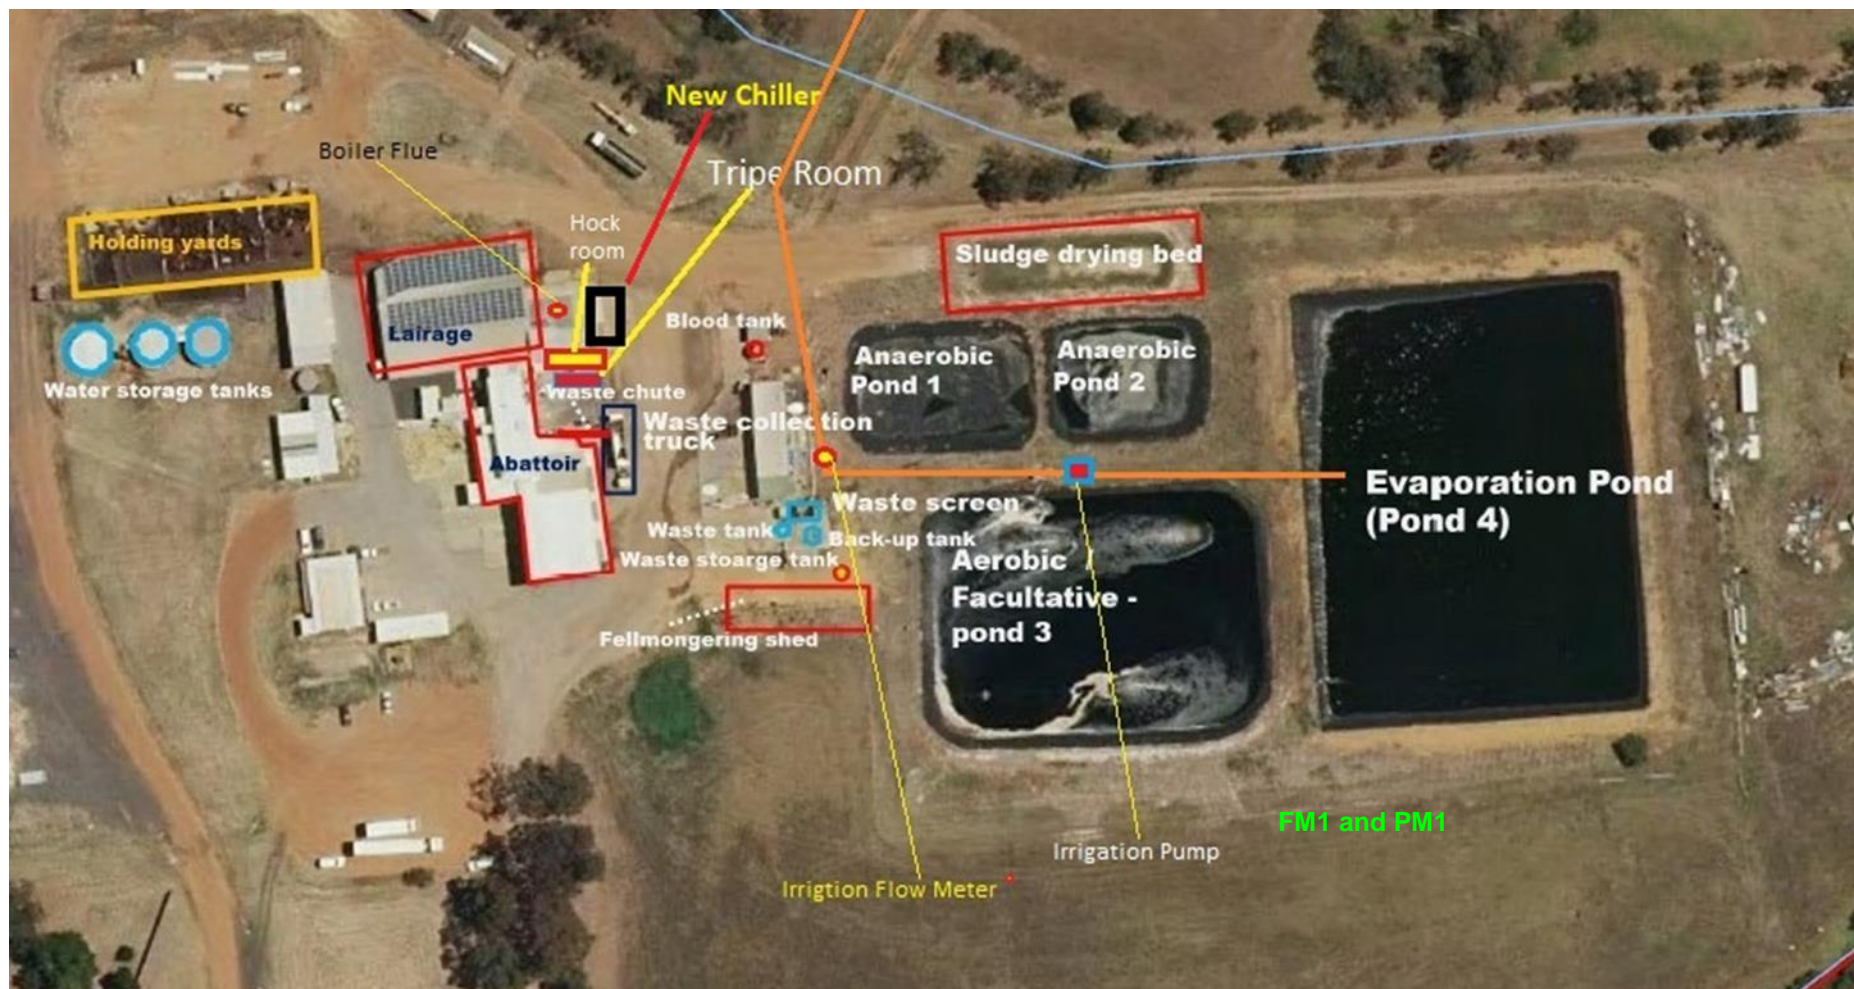 New Chiller
Boiler Flue
Tripe Room
Hock
room
Holding yards
Sludge drying bed
Lairage
Blood tank
Anaerobic
Pond 1
Anaerobic
Pond 2
Water storage tanks
Waste chute
Waste collection
truck
Abattoir
Evaporation Pond
(Pond 4)
Waste screen
Waste tank
Back-up tank
Waste stoarge tank
Aerobic
Facultative -
pond 3
Fellmongering shed
FM1 and PM1
Irrigation Pump
Irrigtion Flow Meter